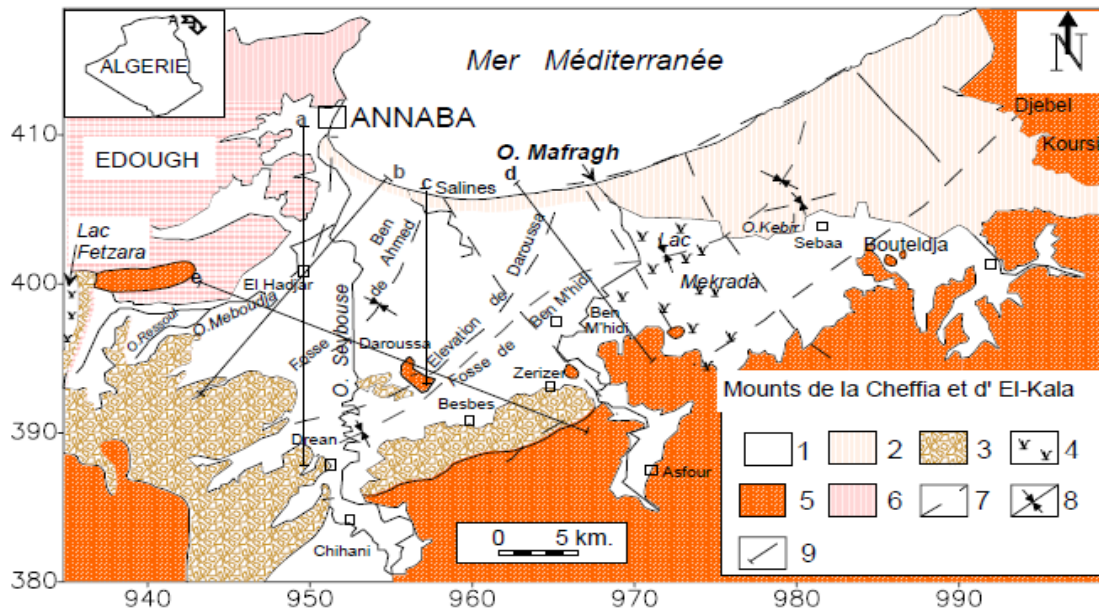 ALGERIE
Mer Méditerranée
N
Djebel
Koursi
410
a
ANNABA
EDOUGH
O. Mafragh
b
c
d
Salines
Lac
Fetzara
O.Kebir
Sebaa
Bouteldja
Lac
Mekrada
400
e
El Hadjar
Fosse de Ben Ahmed
O.Ressoul
O.Meboudja
O. Seybouse
Elevation de Daroussa
Fosse de Ben M'hidi
Ben
M'hidi
Daroussa
Zerizer
Besbes
390
Drean
Asfour
Chihani
380
0 5 km.
Mounts de la Cheffia et d' El-Kala
1 2 3 4
5 6 7 8
9
940 950 960 970 980 990